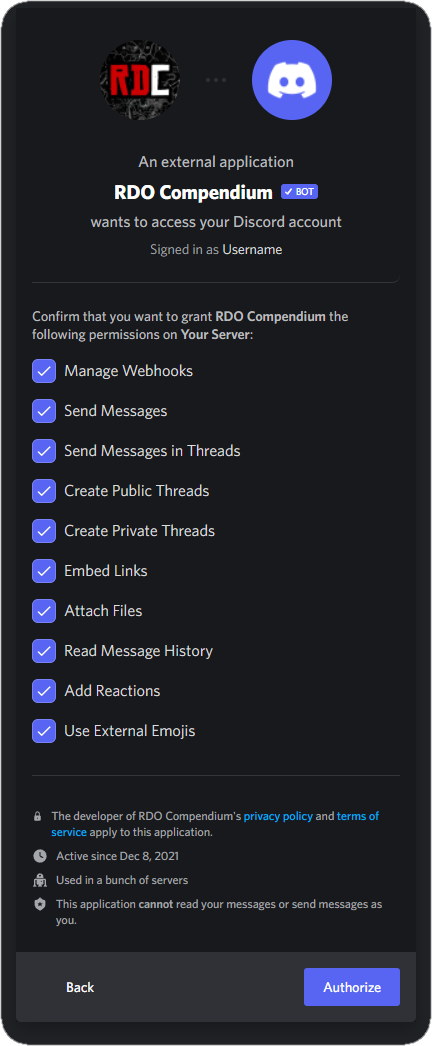 RDC
An external application
RDO Compendium ✓ BOT
wants to access your Discord account
Signed in as Username
Confirm that you want to grant RDO Compendium the
following permissions on Your Server:
Manage Webhooks
Send Messages
Send Messages in Threads
Create Public Threads
Create Private Threads
Embed Links
Attach Files
Read Message History
Add Reactions
Use External Emojis
The developer of RDO Compendium's privacy policy and terms
of service apply to this application.
Active since Dec 8, 2021
Used in a bunch of servers
This application cannot read your messages or send messages as
you.
Back
Authorize